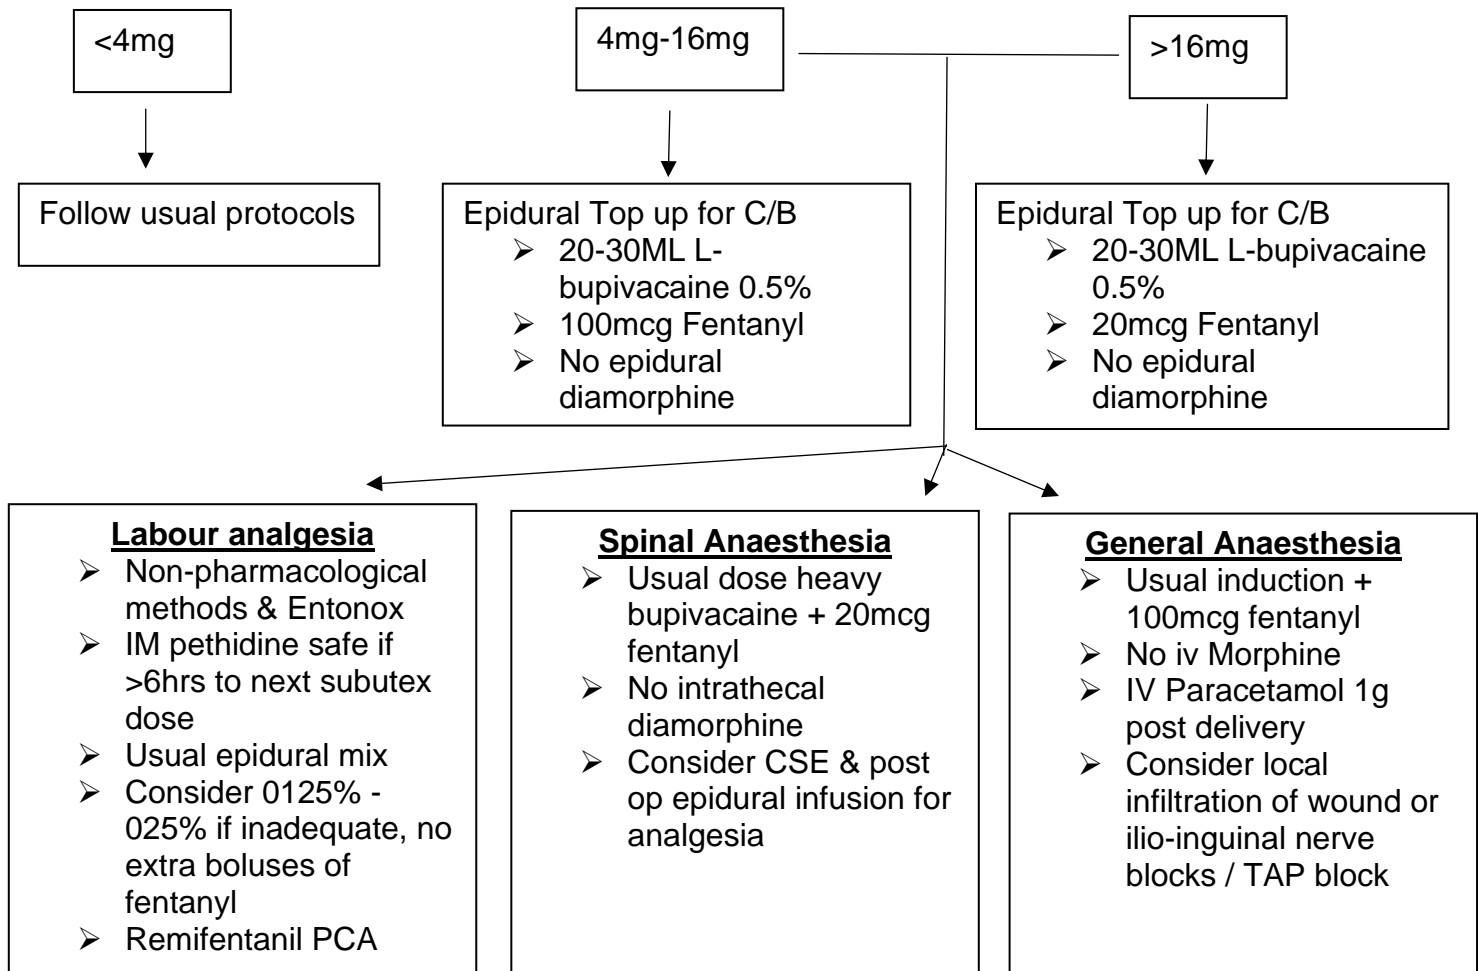 <4mg
4mg-16mg
>16mg
Follow usual protocols
Epidural Top up for C/B
➢ 20-30ML L-
bupivacaine 0.5%
➢ 100mcg Fentanyl
➢ No epidural
diamorphine
Epidural Top up for C/B
➢ 20-30ML L-bupivacaine
0.5%
➢ 20mcg Fentanyl
➢ No epidural
diamorphine
Labour analgesia
➢ Non-pharmacological
methods & Entonox
➢ IM pethidine safe if
>6hrs to next subutex
dose
➢ Usual epidural mix
➢ Consider 0125% -
025% if inadequate, no
extra boluses of
fentanyl
➢ Remifentanil PCA
Spinal Anaesthesia
➢ Usual dose heavy
bupivacaine + 20mcg
fentanyl
➢ No intrathecal
diamorphine
➢ Consider CSE & post
op epidural infusion for
analgesia
General Anaesthesia
➢ Usual induction +
100mcg fentanyl
➢ No iv Morphine
➢ IV Paracetamol 1g
post delivery
➢ Consider local
infiltration of wound or
ilio-inguinal nerve
blocks / TAP block